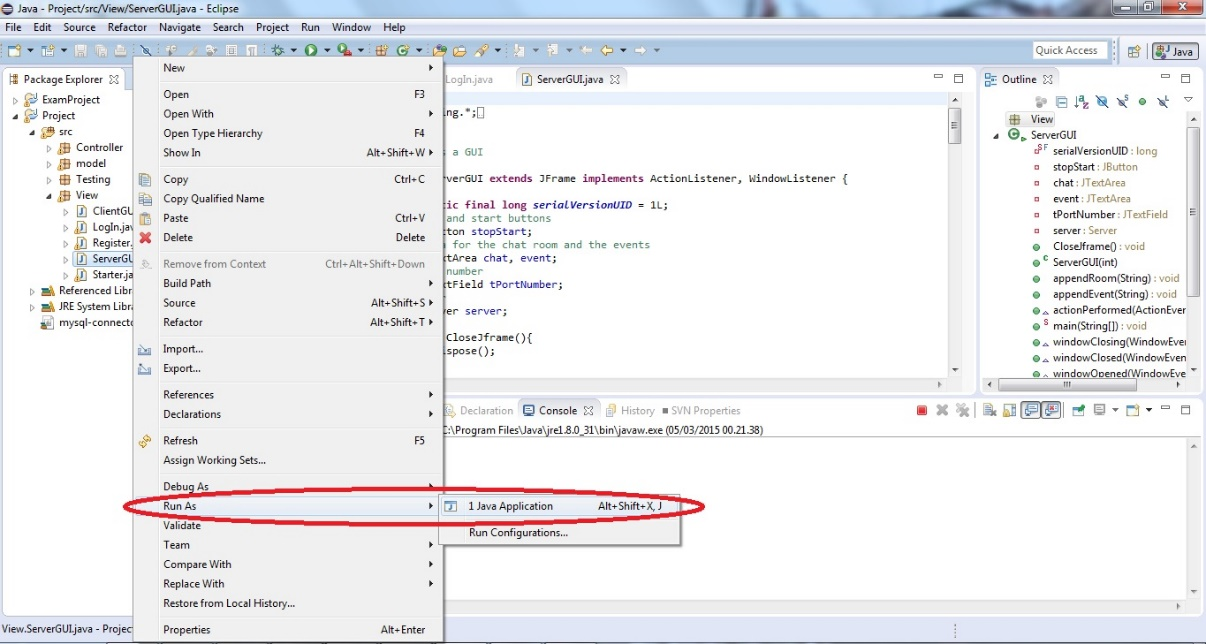 Java - Project/src/View/ServerGUI.java - Eclipse
File Edit Source Refactor Navigate Search Project Run Window Help
Quick Access
Java
Package Explorer
ExamProject
Project
src
Controller
model
Testing
View
ClientGU
LogIn.jav
Register.
ServerGU
Starter.ja
Referenced Libr
JRE System Libra
mysql-connecto
New
Open F3
Open With
Open Type Hierarchy F4
Show In Alt+Shift+W
Copy Ctrl+C
Copy Qualified Name
Paste Ctrl+V
Delete Delete
Remove from Context Ctrl+Alt+Shift+Down
Build Path
Source Alt+Shift+S
Refactor Alt+Shift+T
Import...
Export...
References
Declarations
Refresh F5
Assign Working Sets...
Debug As
Run As
Validate
Team
Compare With
Replace With
Restore from Local History...
Properties Alt+Enter
1 Java Application Alt+Shift+X, J
Run Configurations...
LogIn.java ServerGUI.java
ing.*;
s a GUI
verGUI extends JFrame implements ActionListener, WindowListener {
tic final long serialVersionUID = 1L;
and start buttons
tton stopStart;
a for the chat room and the events
xtArea chat, event;
number
xtField tPortNumber;
ver server;
CloseJframe(){
ispose();
Declaration Console History SVN Properties
C:\Program Files\Java\jre1.8.0_31\bin\javaw.exe (05/03/2015 00.21.38)
Outline
View
ServerGUI
serialVersionUID : long
stopStart : JButton
chat : JTextArea
event : JTextArea
tPortNumber : JTextField
server : Server
CloseJframe() : void
ServerGUI(int)
appendRoom(String) : void
appendEvent(String) : void
actionPerformed(ActionEver
main(String[]) : void
windowClosing(WindowEver
windowClosed(WindowEven
windowOpened(WindowEve
View.ServerGUI.java - Projec